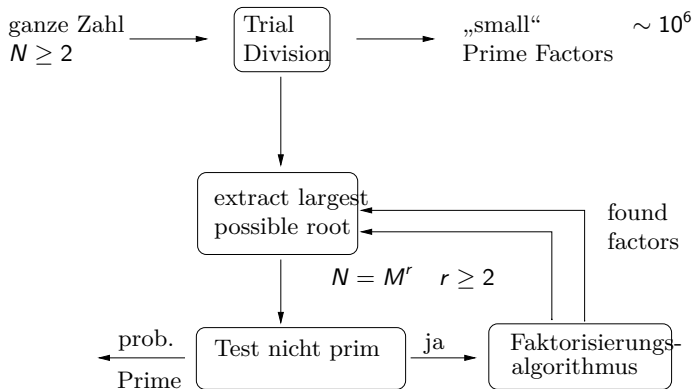 ganze Zahl
N ≥ 2
Trial
Division
„small“ ∼ 10⁶
Prime Factors
extract largest
possible root
found
factors
N = Mʳ r ≥ 2
prob.
Prime
Test nicht prim
ja
Faktorisierungs-
algorithmus